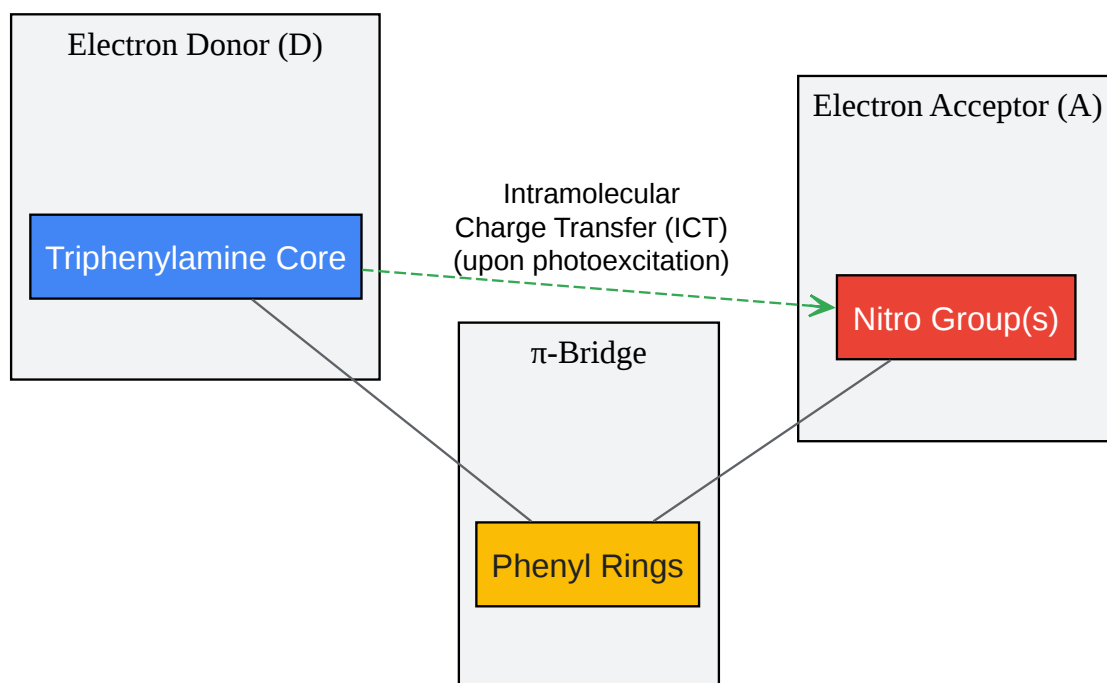 Electron Donor (D)
Electron Acceptor (A)
Intramolecular
Charge Transfer (ICT)
(upon photoexcitation)
Triphenylamine Core
Nitro Group(s)
π-Bridge
Phenyl Rings